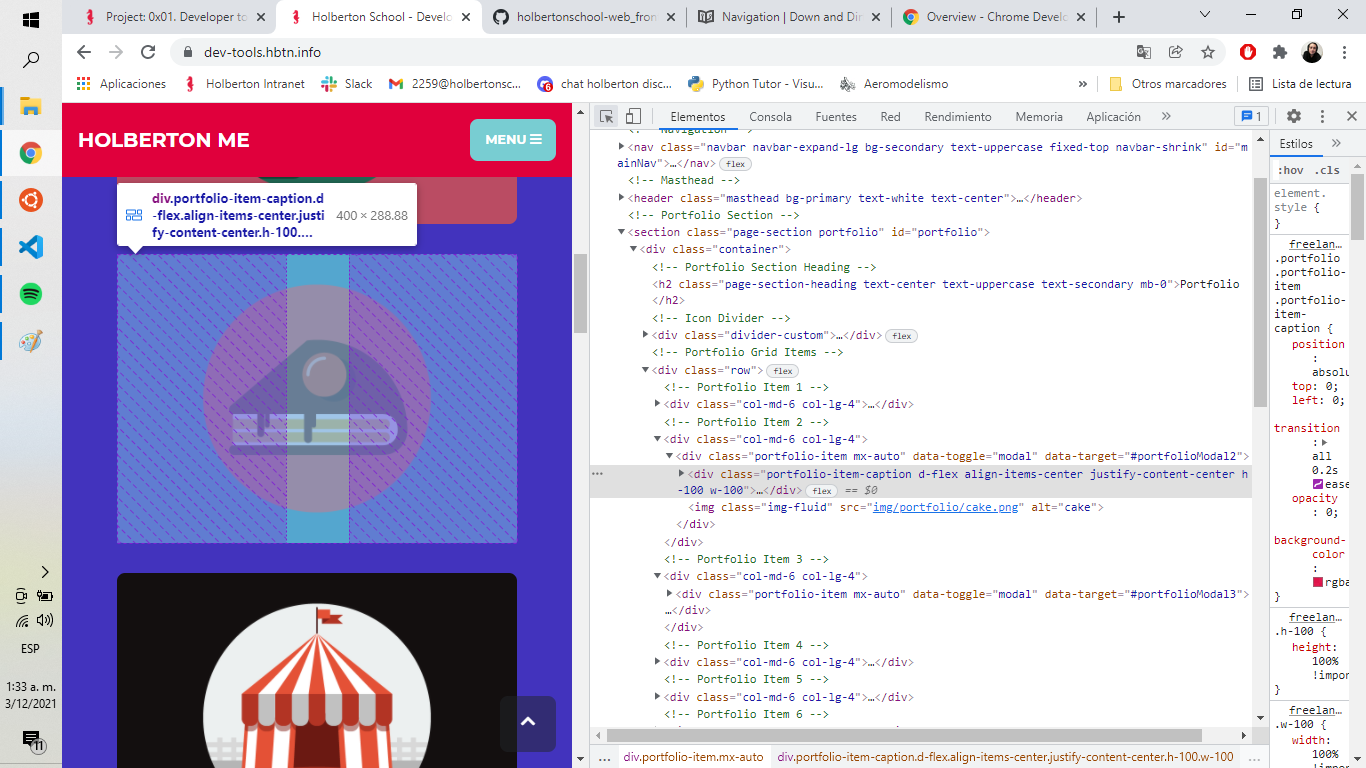 Project: 0x01. Developer to
Holberton School - Develo
holbertonschool-web_fron
Navigation | Down and Dir
Overview - Chrome Develo
dev-tools.hbtn.info
Aplicaciones
Holberton Intranet
Slack
2259@holbertonsc...
chat holberton disc...
Python Tutor - Visu...
Aeromodelismo
»
Otros marcadores
Lista de lectura
HOLBERTON ME
MENU
div.portfolio-item-caption.d
-flex.align-items-center.justi
fy-content-center.h-100....
400 × 288.88
Elementos
Consola
Fuentes
Red
Rendimiento
Memoria
Aplicación
»
1
<!-- Navigation -->
<nav class="navbar navbar-expand-lg bg-secondary text-uppercase fixed-top navbar-shrink" id="m
ainNav">…</nav> flex
<!-- Masthead -->
<header class="masthead bg-primary text-white text-center">…</header>
<!-- Portfolio Section -->
<section class="page-section portfolio" id="portfolio">
<div class="container">
<!-- Portfolio Section Heading -->
<h2 class="page-section-heading text-center text-uppercase text-secondary mb-0">Portfolio
</h2>
<!-- Icon Divider -->
<div class="divider-custom">…</div> flex
<!-- Portfolio Grid Items -->
<div class="row"> flex
<!-- Portfolio Item 1 -->
<div class="col-md-6 col-lg-4">…</div>
<!-- Portfolio Item 2 -->
<div class="col-md-6 col-lg-4">
<div class="portfolio-item mx-auto" data-toggle="modal" data-target="#portfolioModal2">
<div class="portfolio-item-caption d-flex align-items-center justify-content-center h
-100 w-100">…</div> flex == $0
<img class="img-fluid" src="img/portfolio/cake.png" alt="cake">
</div>
</div>
<!-- Portfolio Item 3 -->
<div class="col-md-6 col-lg-4">
<div class="portfolio-item mx-auto" data-toggle="modal" data-target="#portfolioModal3">
…</div>
</div>
<!-- Portfolio Item 4 -->
<div class="col-md-6 col-lg-4">…</div>
<!-- Portfolio Item 5 -->
<div class="col-md-6 col-lg-4">…</div>
<!-- Portfolio Item 6 -->
...
div.portfolio-item.mx-auto
div.portfolio-item-caption.d-flex.align-items-center.justify-content-center.h-100.w-100
...
Estilos
»
:hov .cls
element.
style {
}
freelan…
.portfolio
.portfolio-
item
.portfolio-
item-
caption {
position
:
absolu
top: 0;
left: 0;
transition
:
all
0.2s
ease
opacity
: 0;
background-
color
:
rgba
}
freelan…
.h-100 {
height:
100%
!impor
}
freelan…
.w-100 {
width:
100%
!impor
ESP
1:33 a. m.
3/12/2021
11